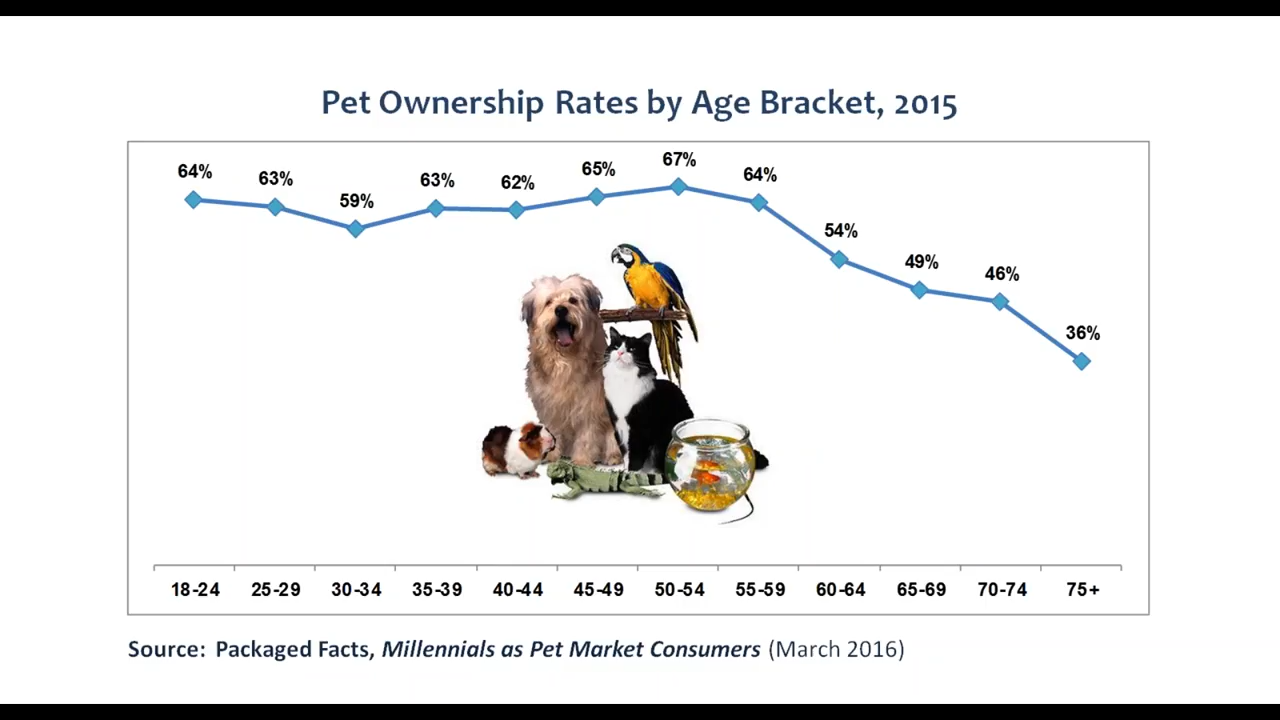 Pet Ownership Rates by Age Bracket, 2015
64% 63% 59% 63% 62% 65% 67% 64% 54% 49% 46% 36%
18-24 25-29 30-34 35-39 40-44 45-49 50-54 55-59 60-64 65-69 70-74 75+
Source: Packaged Facts, Millennials as Pet Market Consumers (March 2016)